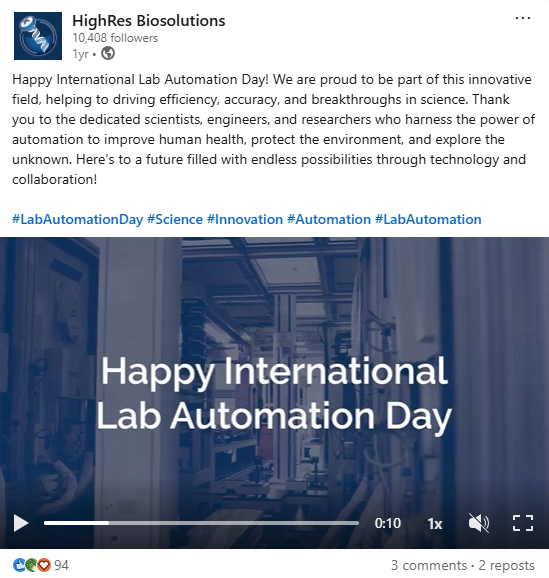 HighRes Biosolutions
10,408 followers
1yr •
Happy International Lab Automation Day! We are proud to be part of this innovative
field, helping to driving efficiency, accuracy, and breakthroughs in science. Thank
you to the dedicated scientists, engineers, and researchers who harness the power of
automation to improve human health, protect the environment, and explore the
unknown. Here’s to a future filled with endless possibilities through technology and
collaboration!
#LabAutomationDay #Science #Innovation #Automation #LabAutomation
Happy International
Lab Automation Day
0:10 1x
94 3 comments · 2 reposts